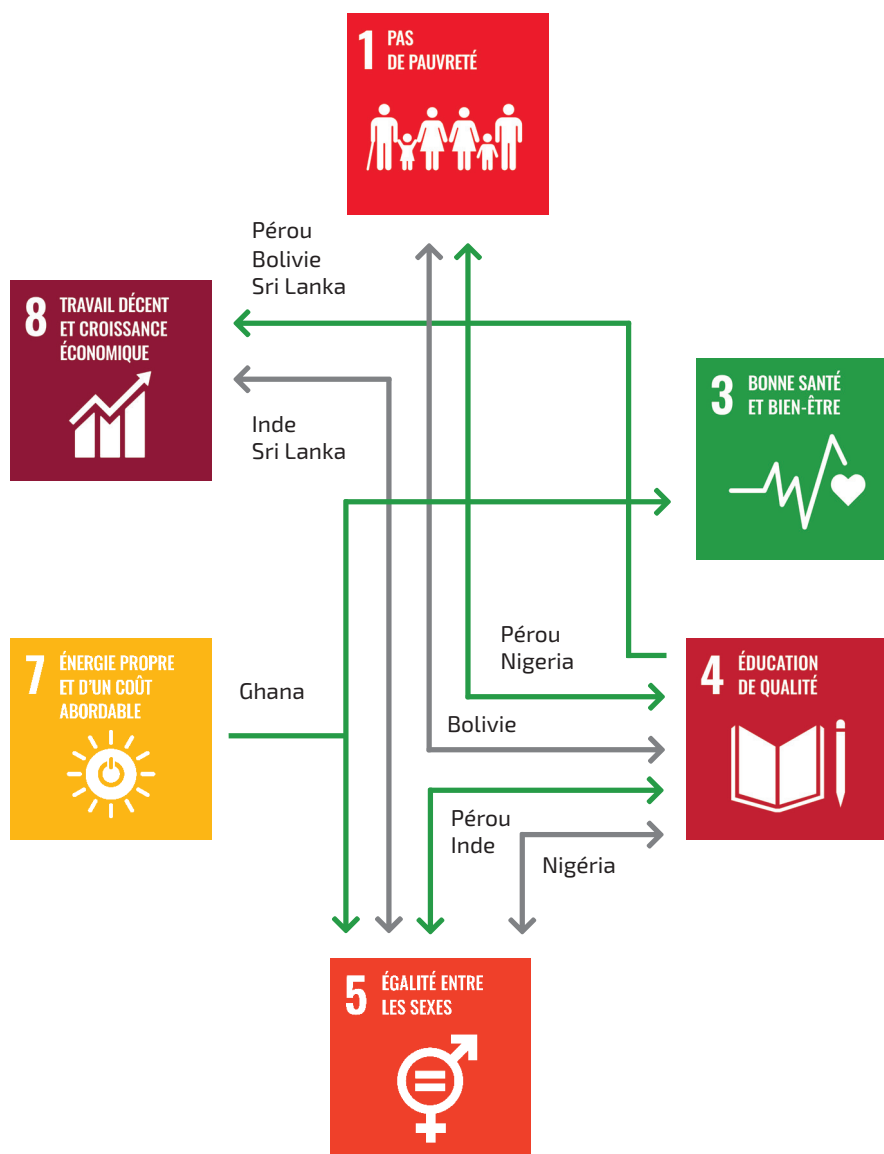 1 PAS
DE PAUVRETÉ
Pérou
Bolivie
Sri Lanka
8 TRAVAIL DÉCENT
ET CROISSANCE
ÉCONOMIQUE
Inde
Sri Lanka
3 BONNE SANTÉ
ET BIEN-ÊTRE
7 ÉNERGIE PROPRE
ET D'UN COÛT
ABORDABLE
Ghana
Pérou
Nigeria
4 ÉDUCATION
DE QUALITÉ
Bolivie
Pérou
Inde
Nigéria
5 ÉGALITÉ ENTRE
LES SEXES